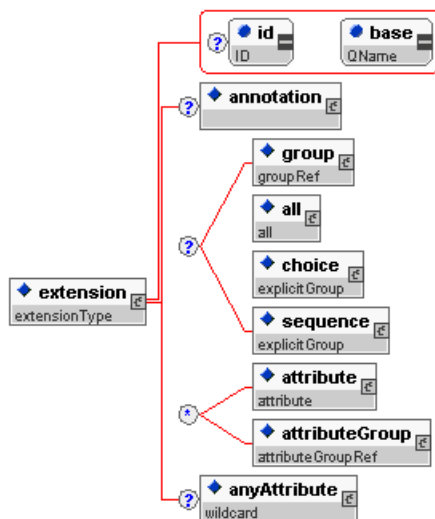 ? id base
ID QName
? annotation
group
groupRef
all
all
?
choice
explicitGroup
extension
extensionType
sequence
explicitGroup
attribute
attribute
*
attributeGroup
attributeGroupRef
? anyAttribute
wildcard